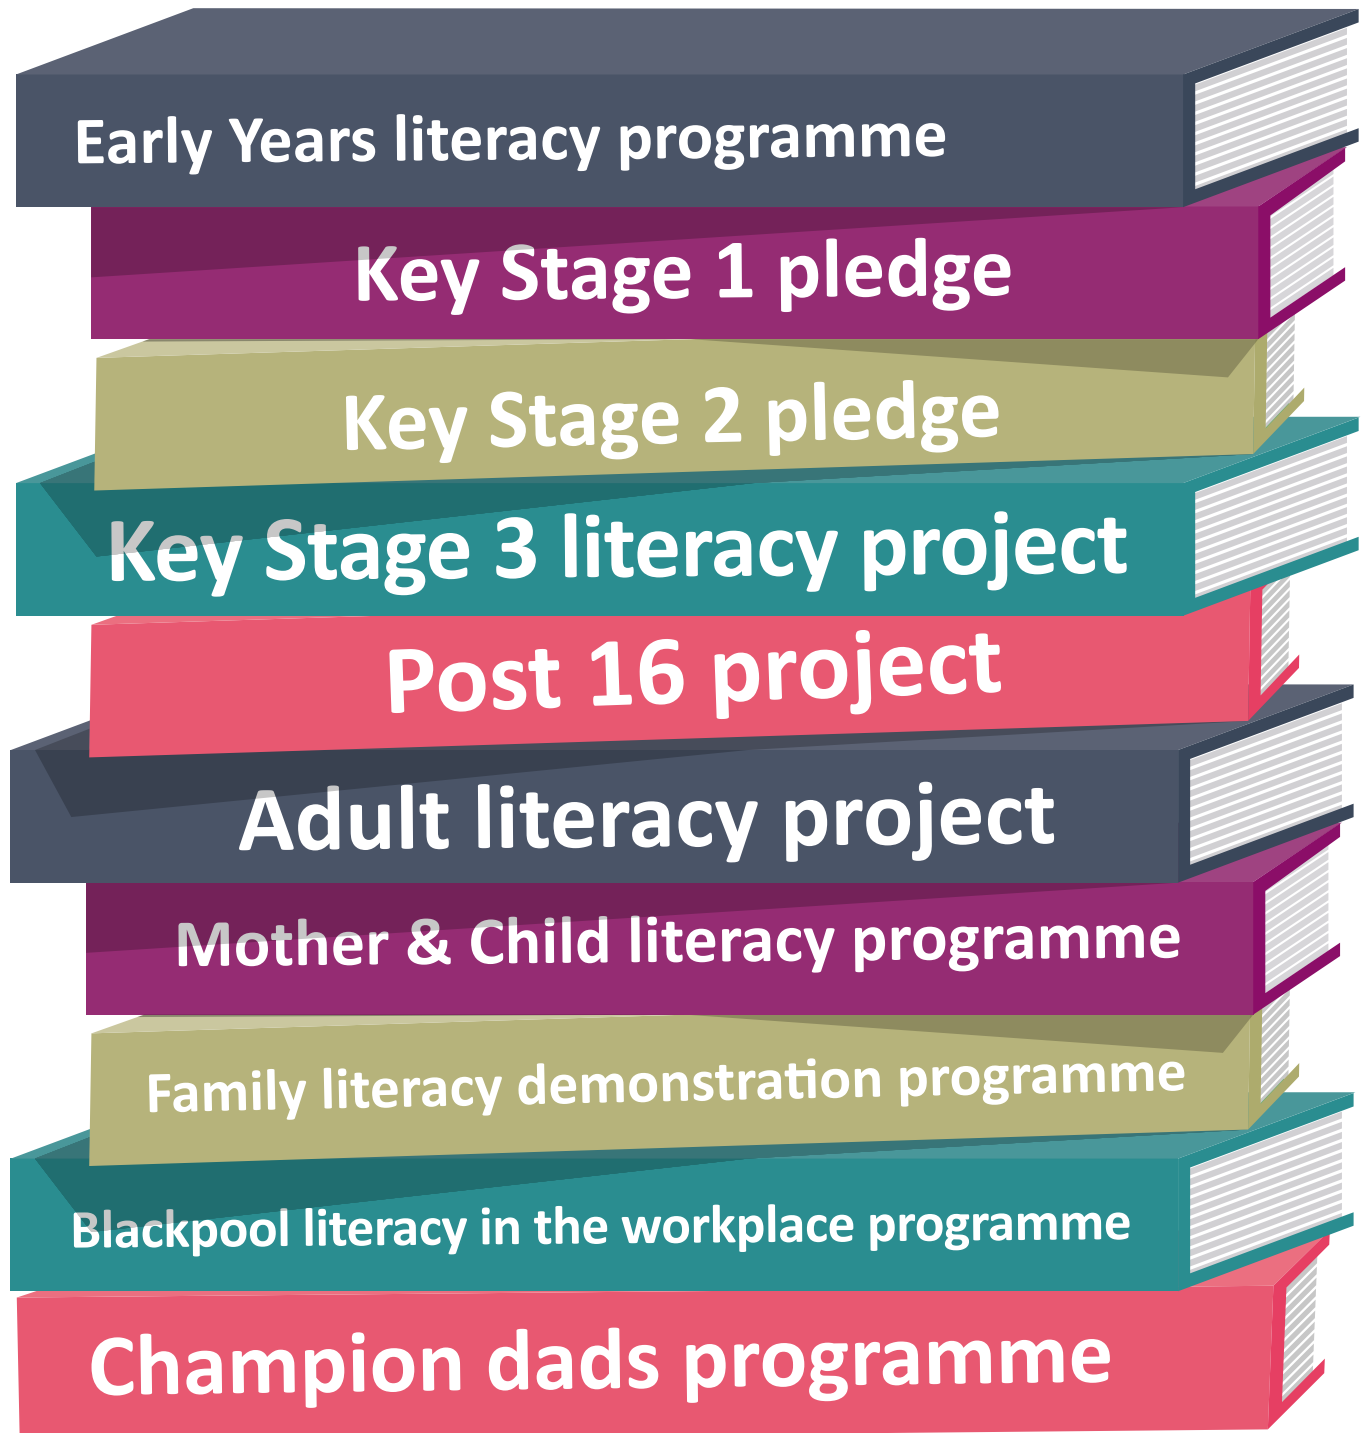 Early Years literacy programme
Key Stage 1 pledge
Key Stage 2 pledge
Key Stage 3 literacy project
Post 16 project
Adult literacy project
Mother & Child literacy programme
Family literacy demonstration programme
Blackpool literacy in the workplace programme
Champion dads programme